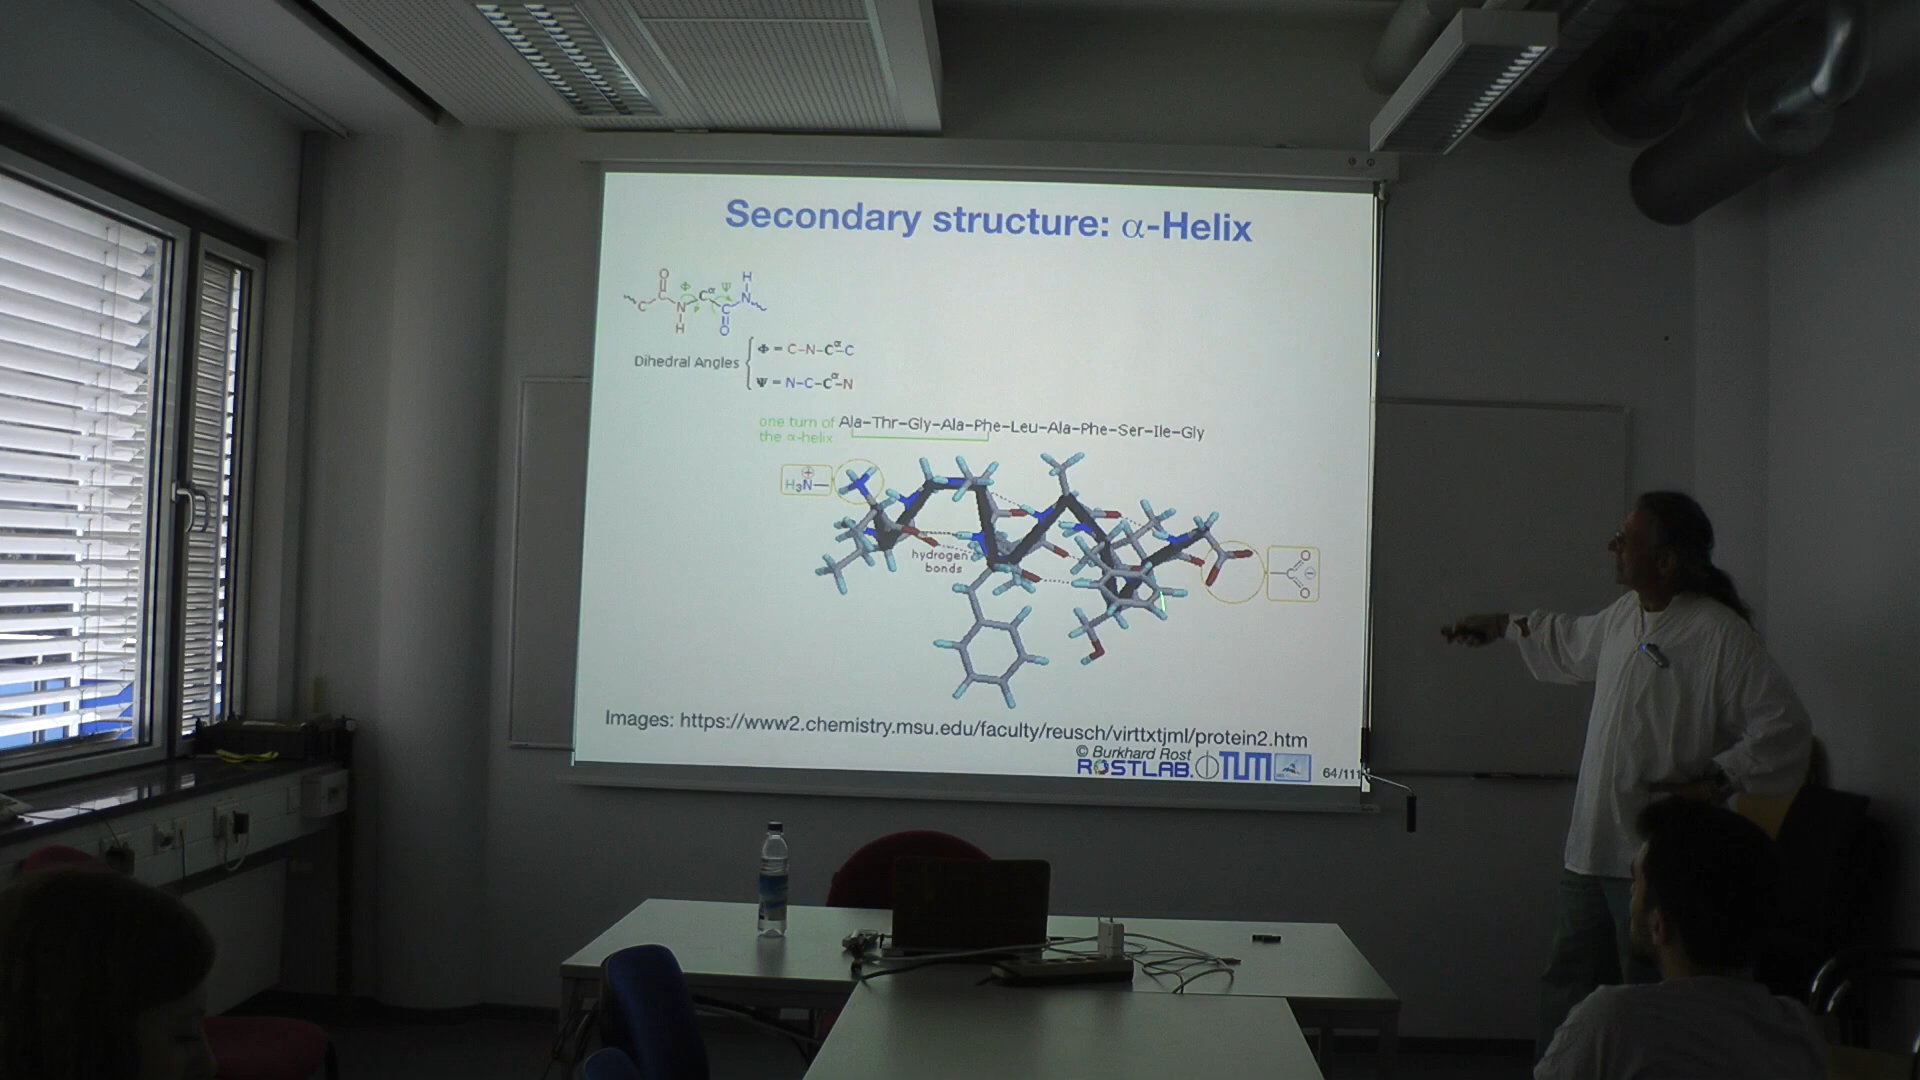 Secondary structure: α-Helix
O
H
Φ
Cα
Ψ
C
C
N
C
N
H
O
Dihedral Angles
Φ = C–N–Cα–C
Ψ = N–C–Cα–N
one turn of
the α-helix
Ala–Thr–Gly–Ala–Phe–Leu–Ala–Phe–Ser–Ile–Gly
H3N—
⊕
hydrogen
bonds
O
C
⊖
O
Images: https://www2.chemistry.msu.edu/faculty/reusch/virttxtjml/protein2.htm
© Burkhard Rost
ROSTLAB.
TUM
64/111